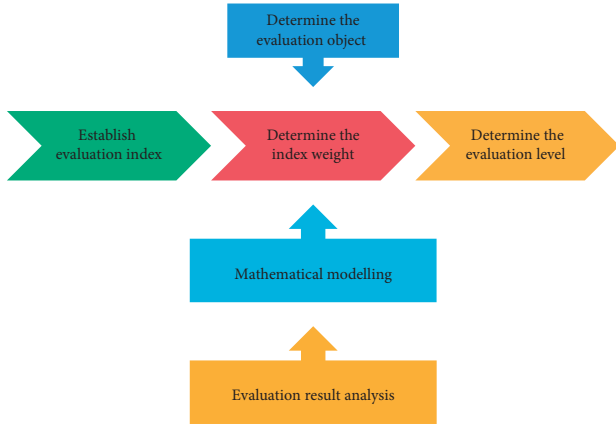 Determine the
evaluation object
Establish
evaluation index
Determine the
index weight
Determine the
evaluation level
Mathematical modelling
Evaluation result analysis